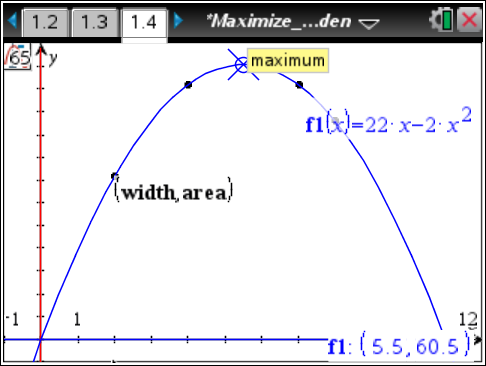 1.2 1.3 1.4 *Maximize_...den
65 y
maximum
f1(x)=22·x-2·x²
(width,area)
-1 1 12
f1: (5.5,60.5)